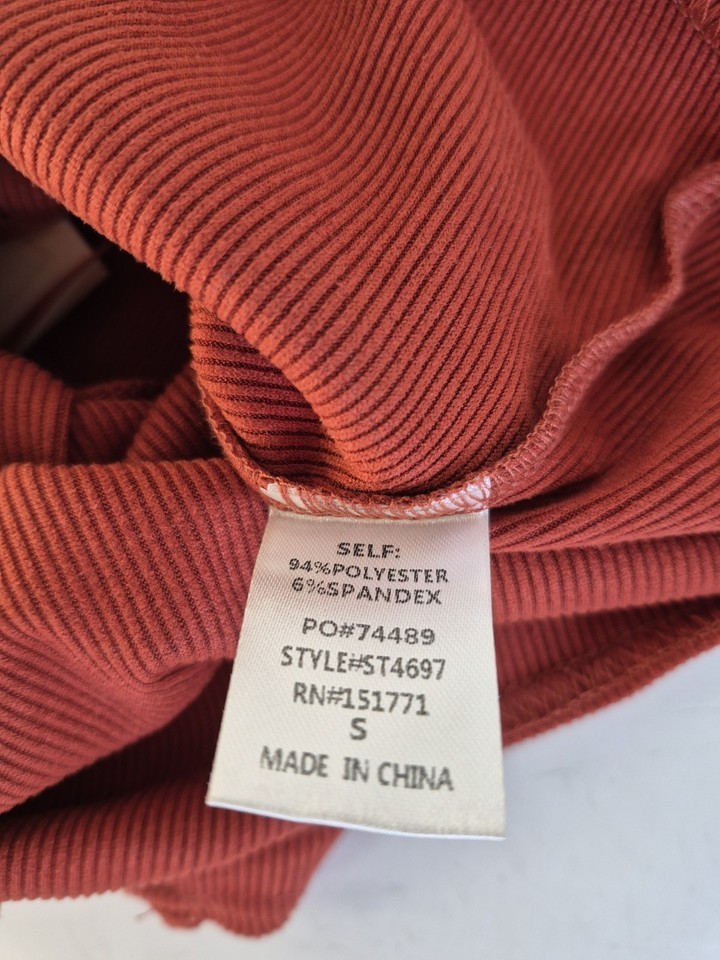 SELF:
94%POLYESTER
6%SPANDEX
PO#74489
STYLE#ST4697
RN#151771
S
MADE IN CHINA